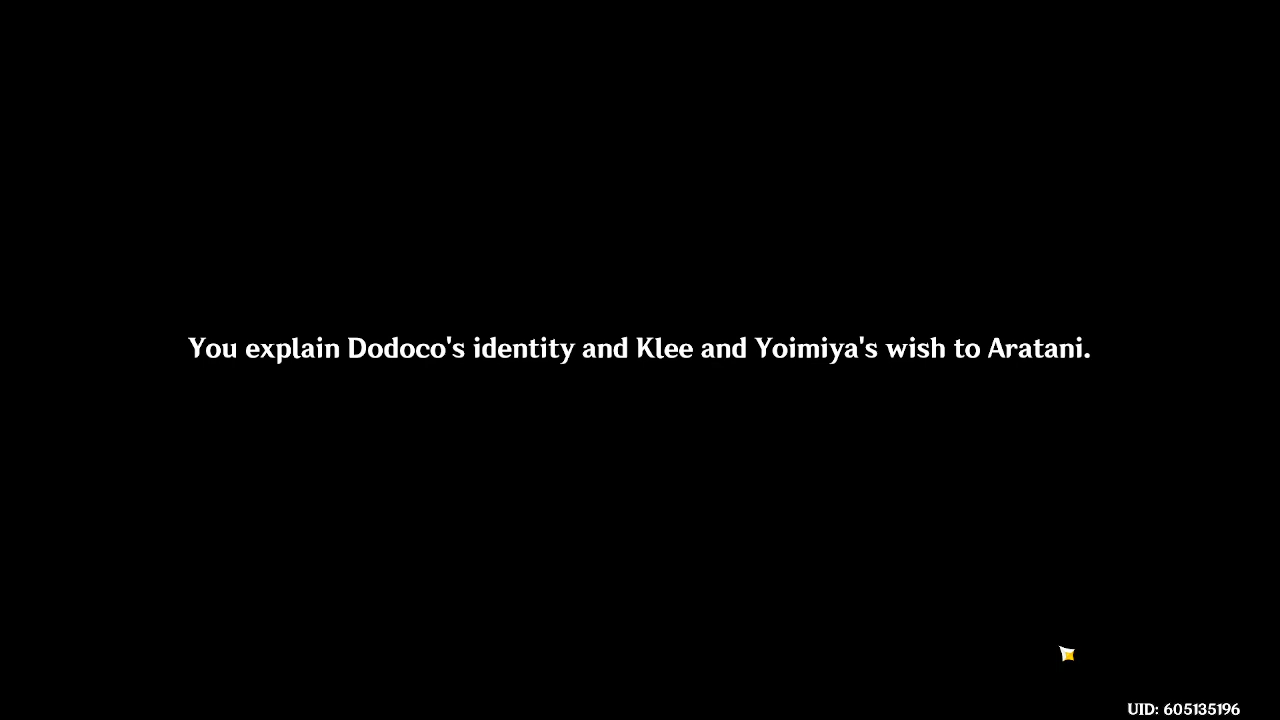 You explain Dodoco's identity and Klee and Yoimiya's wish to Aratani.
UID: 605135196